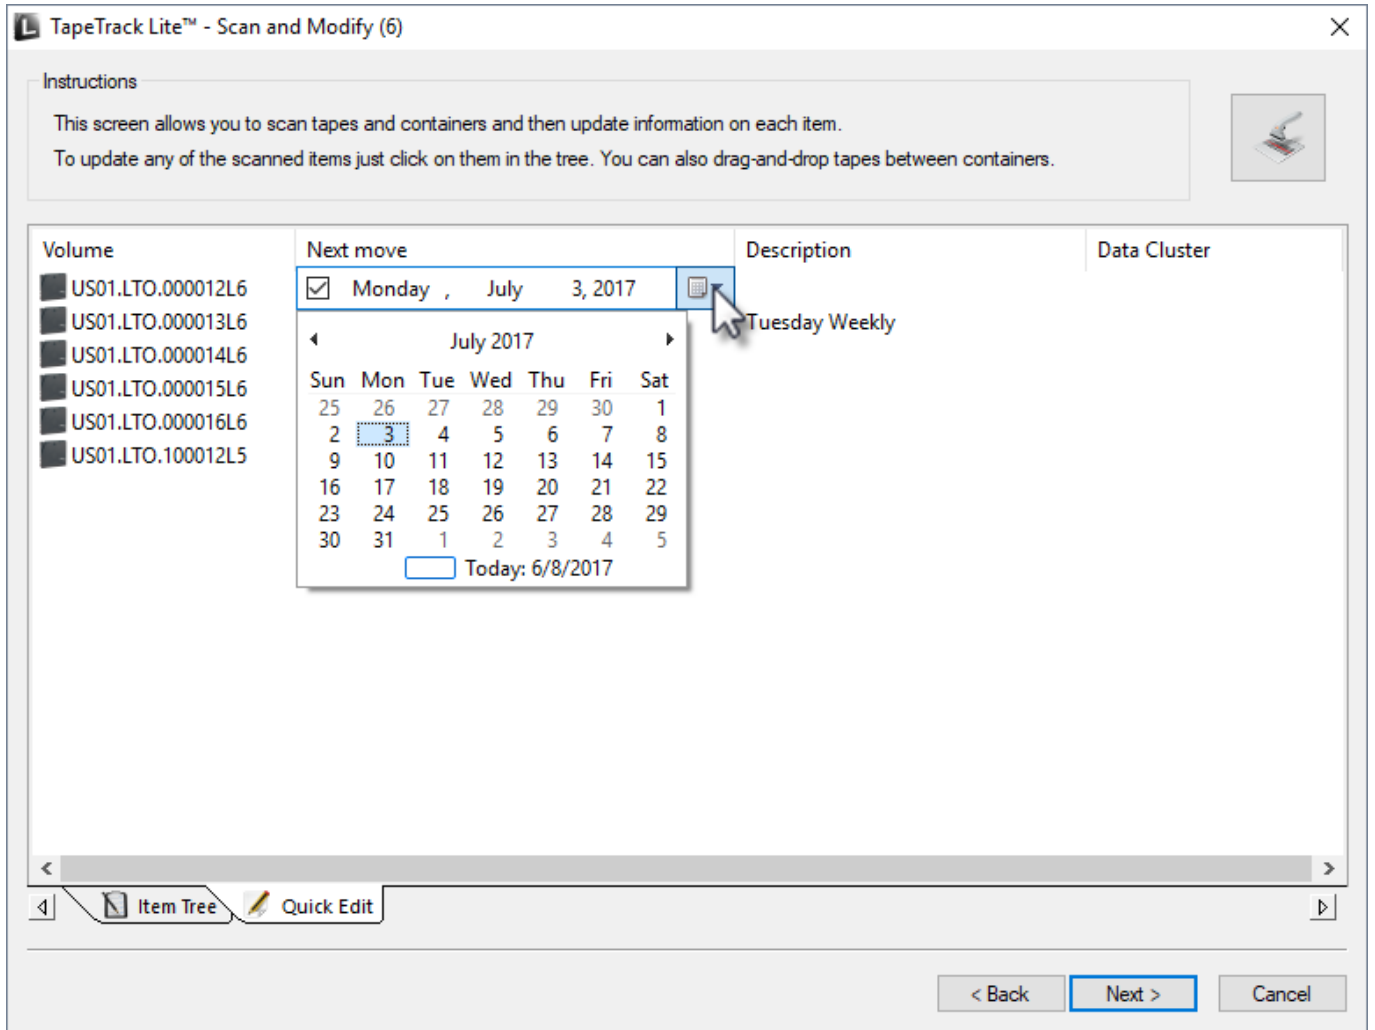 TapeTrack Lite™ - Scan and Modify (6)
Instructions
This screen allows you to scan tapes and containers and then update information on each item.
To update any of the scanned items just click on them in the tree. You can also drag-and-drop tapes between containers.
Volume Next move Description Data Cluster
US01.LTO.000012L6 Monday , July 3, 2017
US01.LTO.000013L6 Tuesday Weekly
US01.LTO.000014L6
US01.LTO.000015L6
US01.LTO.000016L6
US01.LTO.100012L5
July 2017
Sun Mon Tue Wed Thu Fri Sat
25 26 27 28 29 30 1
2 3 4 5 6 7 8
9 10 11 12 13 14 15
16 17 18 19 20 21 22
23 24 25 26 27 28 29
30 31 1 2 3 4 5
Today: 6/8/2017
Item Tree Quick Edit
< Back Next > Cancel